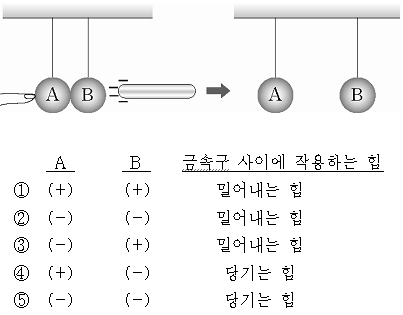 A B A B
A B 금속구 사이에 작용하는 힘
① (+) (+) 밀어내는 힘
② (-) (-) 밀어내는 힘
③ (-) (+) 밀어내는 힘
④ (+) (-) 당기는 힘
⑤ (-) (-) 당기는 힘